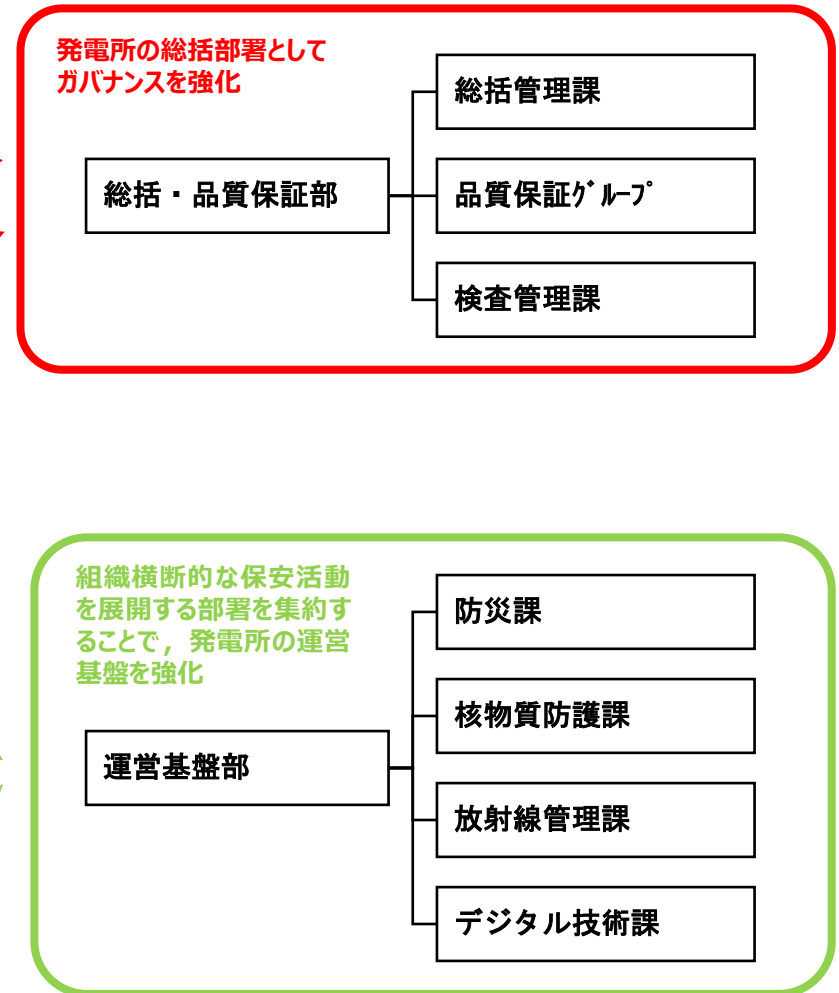 発電所の総括部署として
ガバナンスを強化
総括管理課
総括・品質保証部
品質保証ｸﾞﾙｰﾌﾟ
検査管理課
組織横断的な保安活動
を展開する部署を集約す
ることで，発電所の運営
基盤を強化
防災課
核物質防護課
運営基盤部
放射線管理課
デジタル技術課